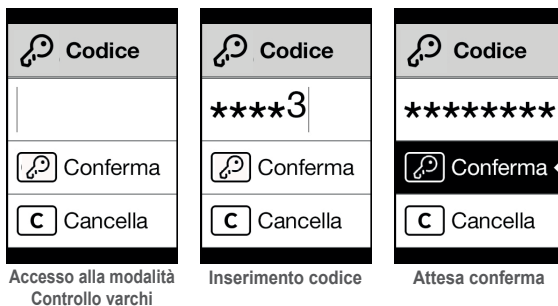 Codice
Conferma
C Cancella
Accesso alla modalità
Controllo varchi
Codice
****3
Conferma
C Cancella
Inserimento codice
Codice
********
Conferma
C Cancella
Attesa conferma